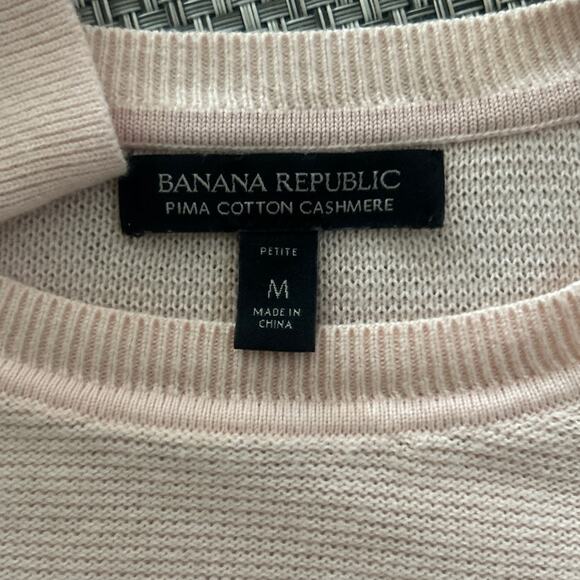 BANANA REPUBLIC
PIMA COTTON CASHMERE
PETITE
M
MADE IN
CHINA